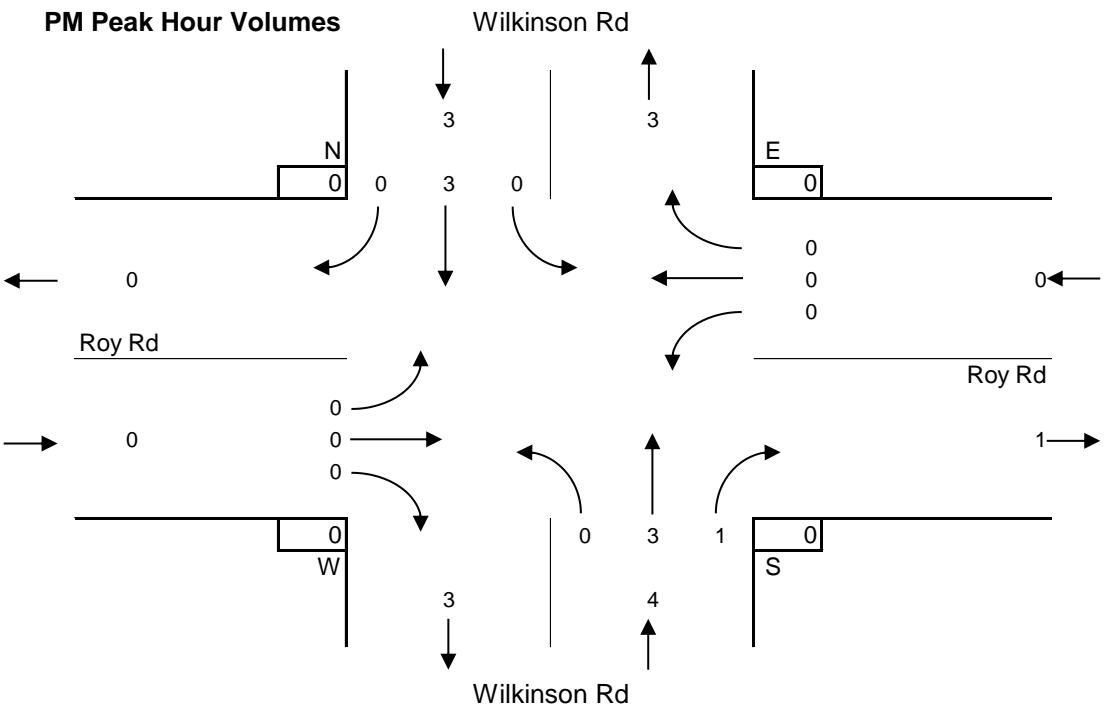 PM Peak Hour Volumes Wilkinson Rd
3 3
N E
0 0 3 0 0
0
0 0 0
0
Roy Rd
Roy Rd
0
0 0 1
0
0 0 3 1 0
W S
3 4
Wilkinson Rd